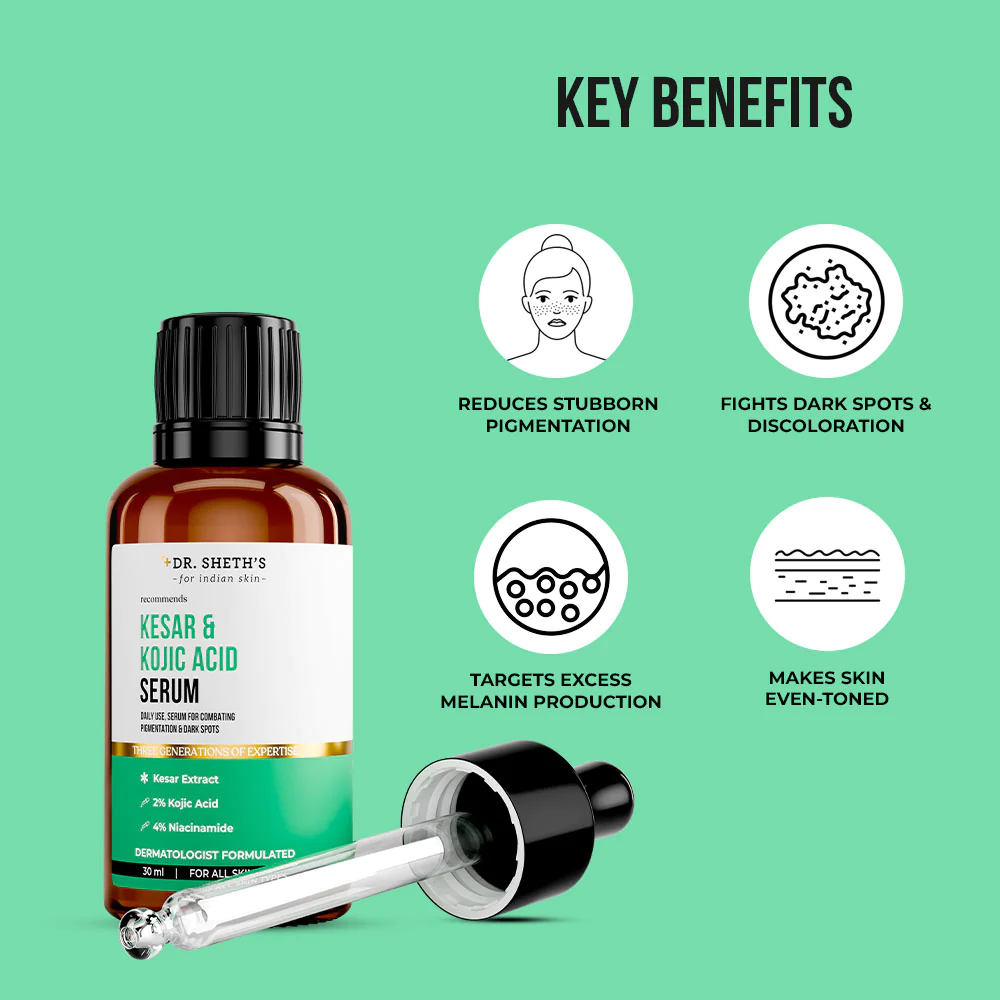 KEY BENEFITS
REDUCES STUBBORN
PIGMENTATION
FIGHTS DARK SPOTS &
DISCOLORATION
TARGETS EXCESS
MELANIN PRODUCTION
MAKES SKIN
EVEN-TONED
DR. SHETH'S
-for indian skin-
recommends
KESAR &
KOJIC ACID
SERUM
DAILY USE, SERUM FOR COMBATING
PIGMENTATION & DARK SPOTS
THREE GENERATIONS OF EXPERTISE
Kesar Extract
2% Kojic Acid
4% Niacinamide
DERMATOLOGIST FORMULATED
30 ml | FOR ALL SKIN TYPES